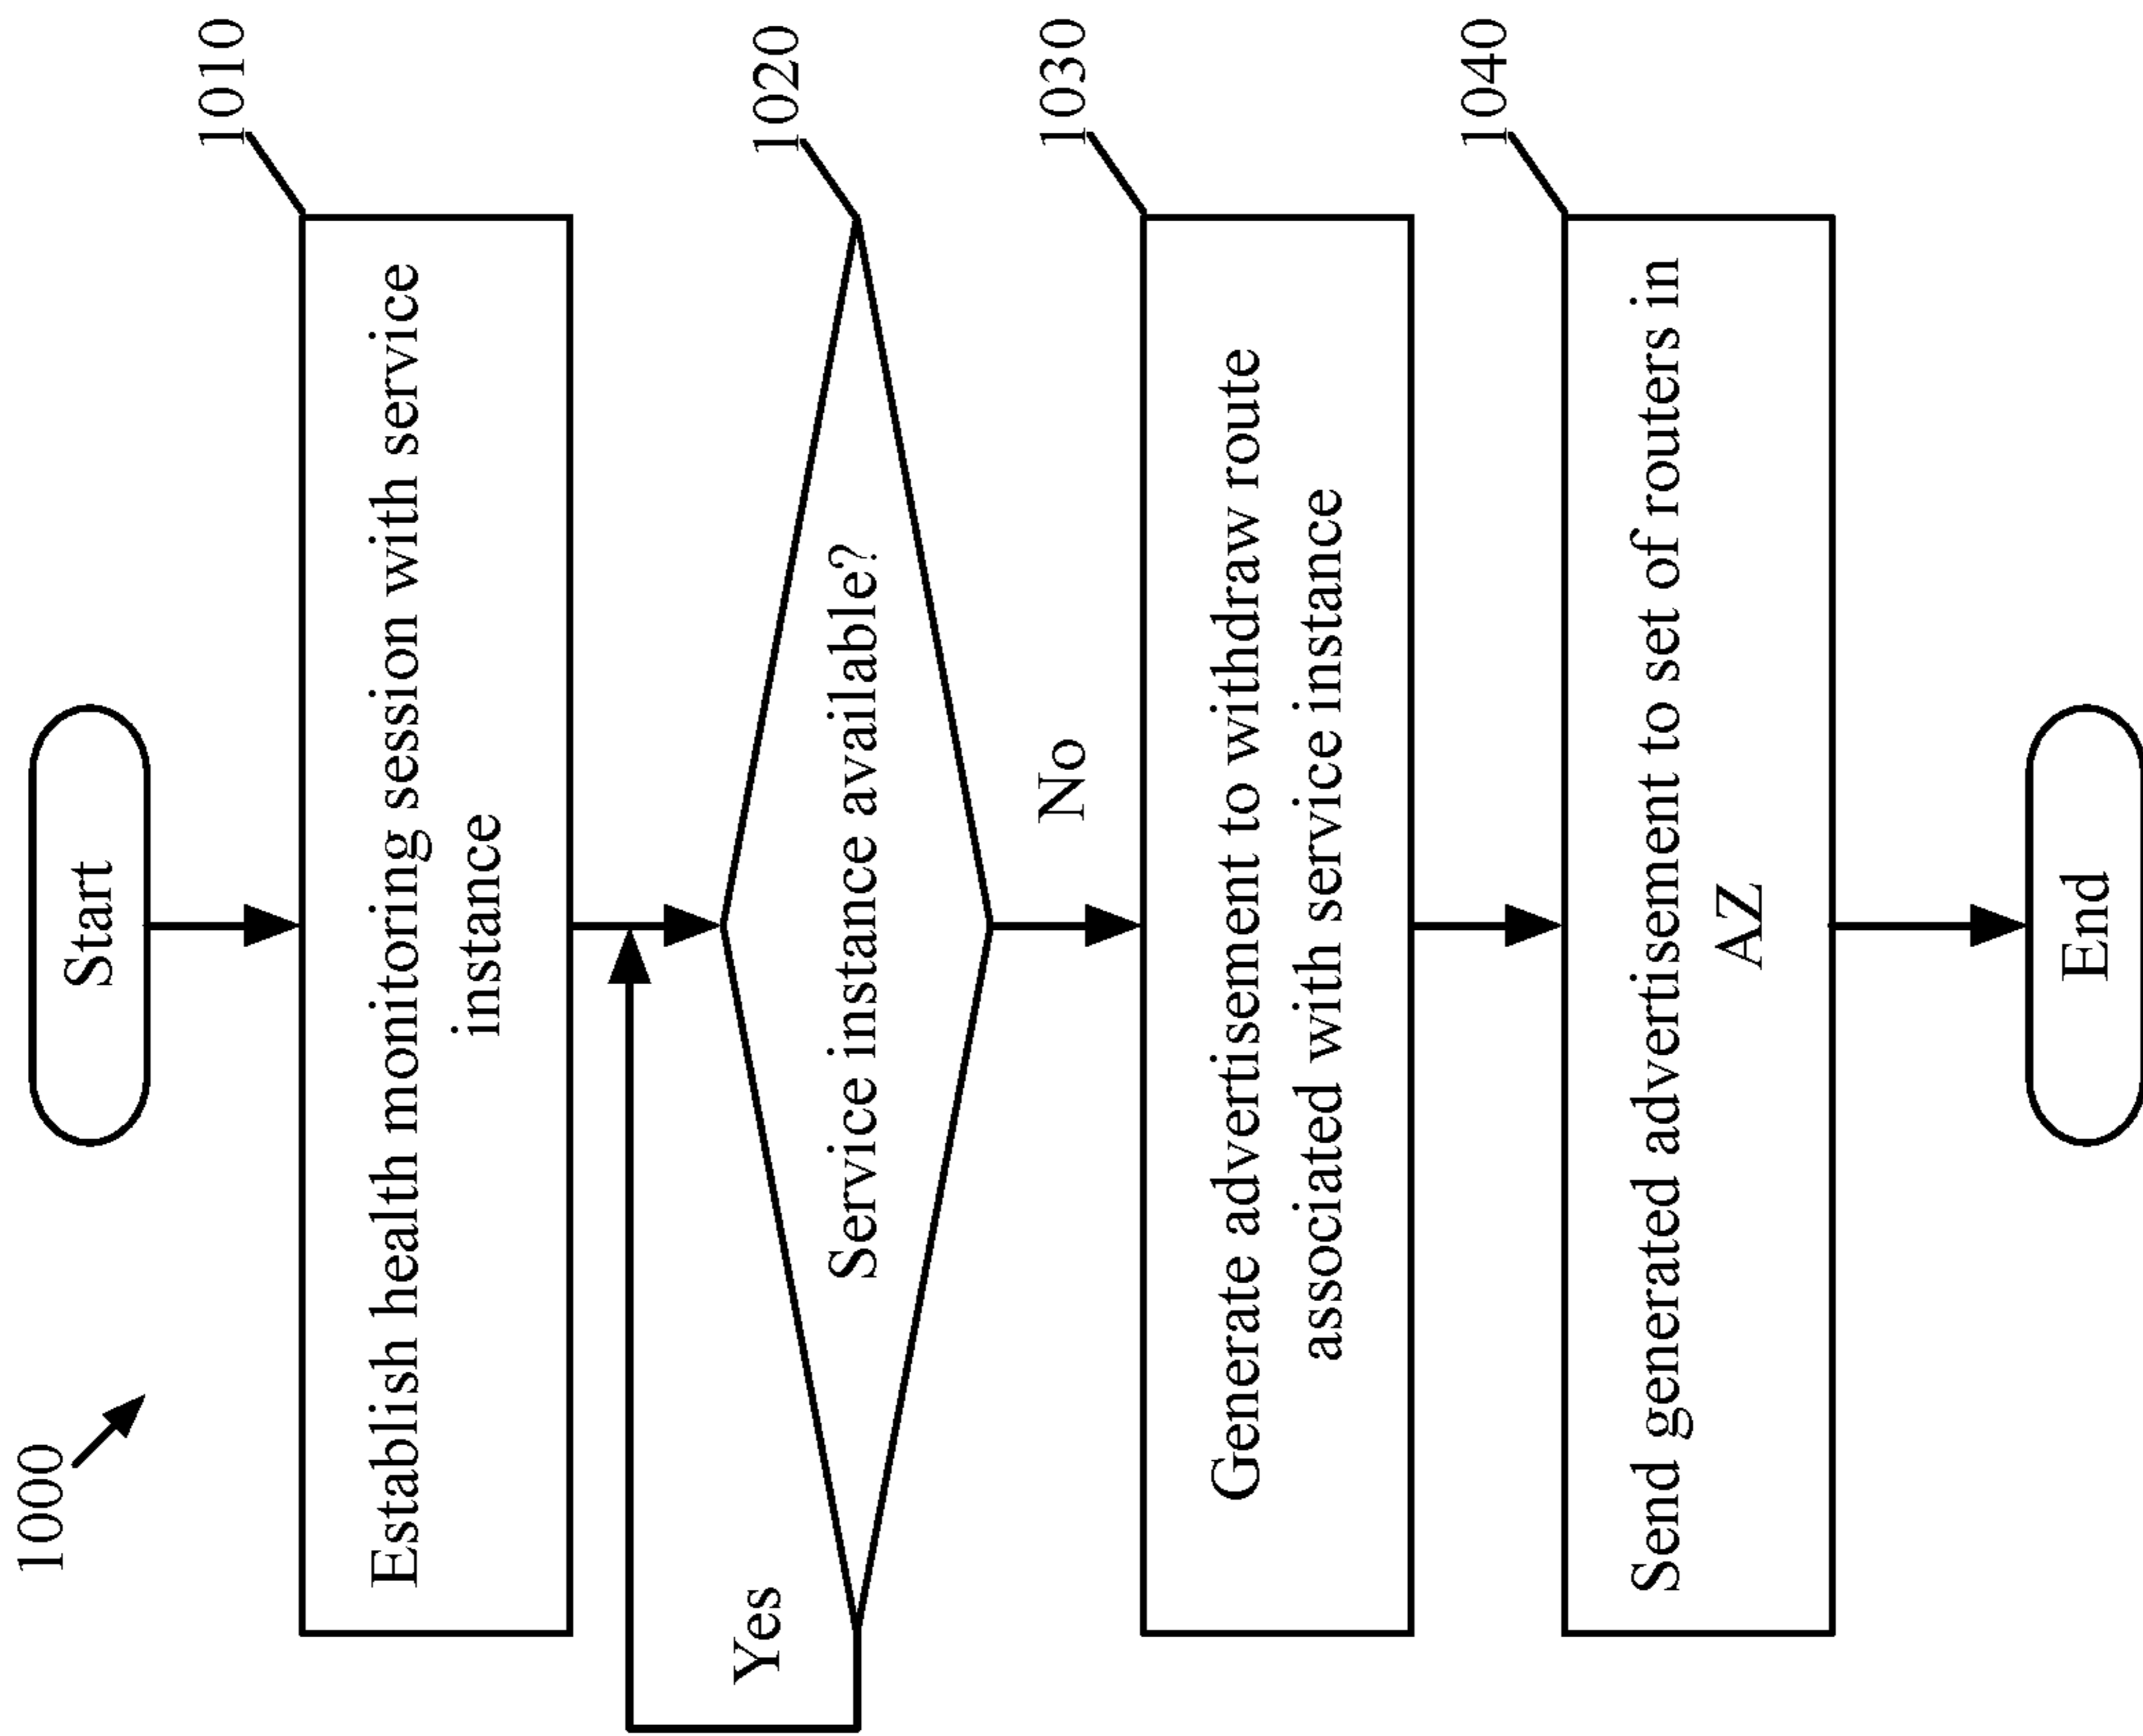 1000
Start
1010
Establish health monitoring session with service
instance
1020
Service instance available?
Yes
No
1030
Generate advertisement to withdraw route
associated with service instance
1040
Send generated advertisement to set of routers in
AZ
End